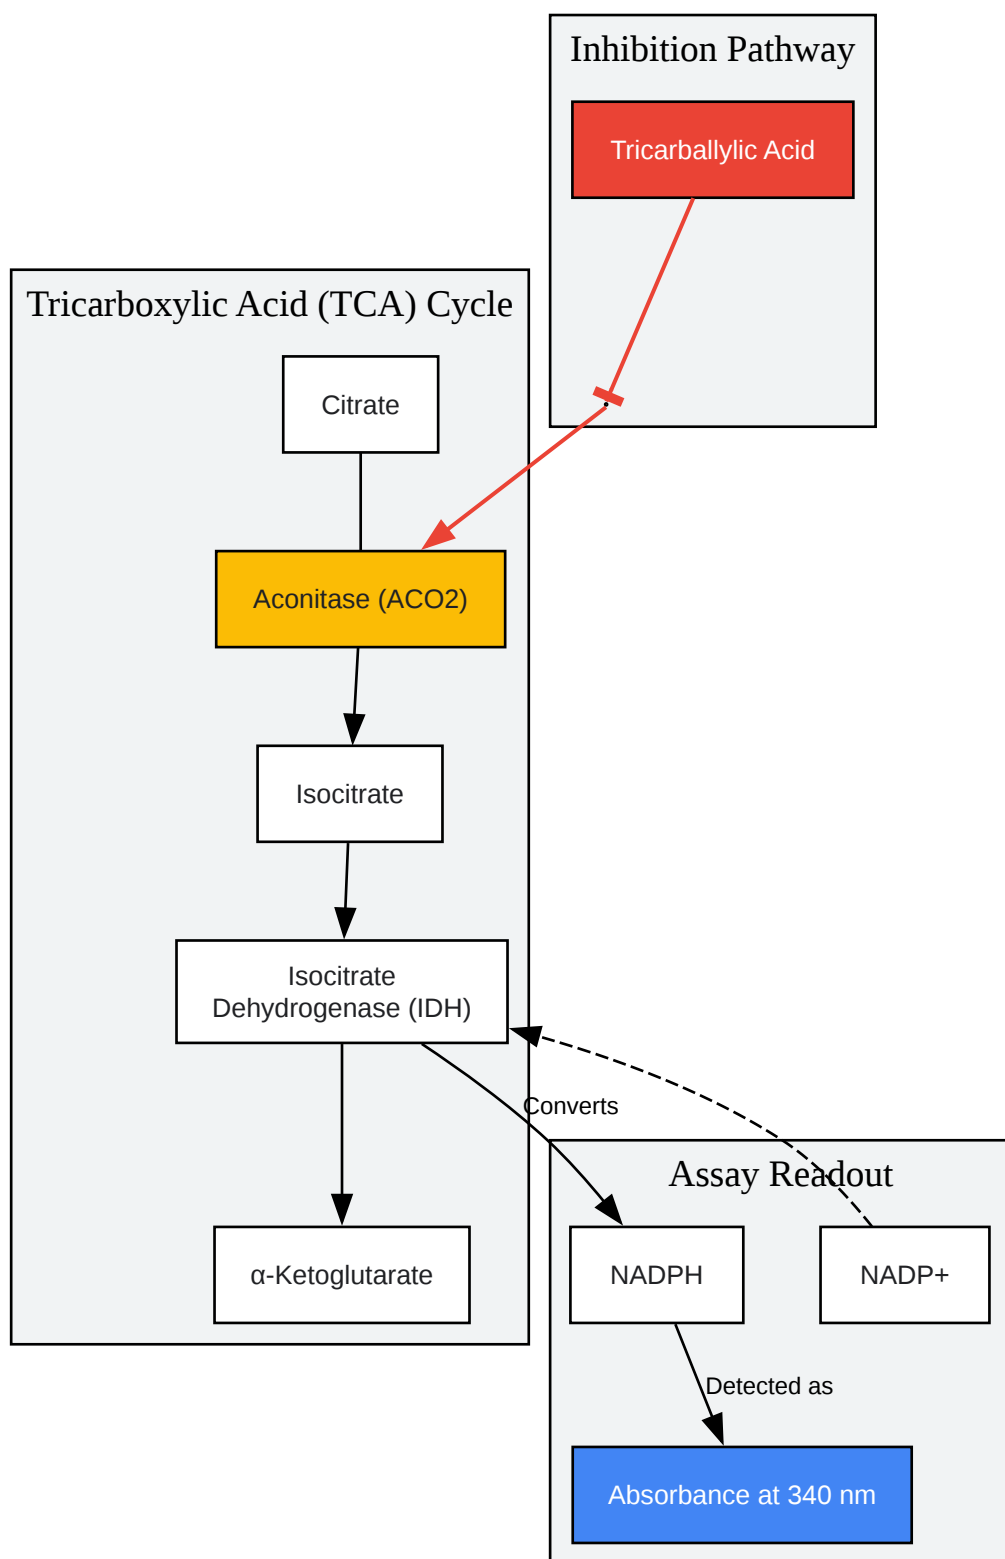 Inhibition Pathway
Tricarballylic Acid
Tricarboxylic Acid (TCA) Cycle
Citrate
Aconitase (ACO2)
Isocitrate
Isocitrate
Dehydrogenase (IDH)
Converts
Assay Readout
α-Ketoglutarate
NADPH
NADP+
Detected as
Absorbance at 340 nm